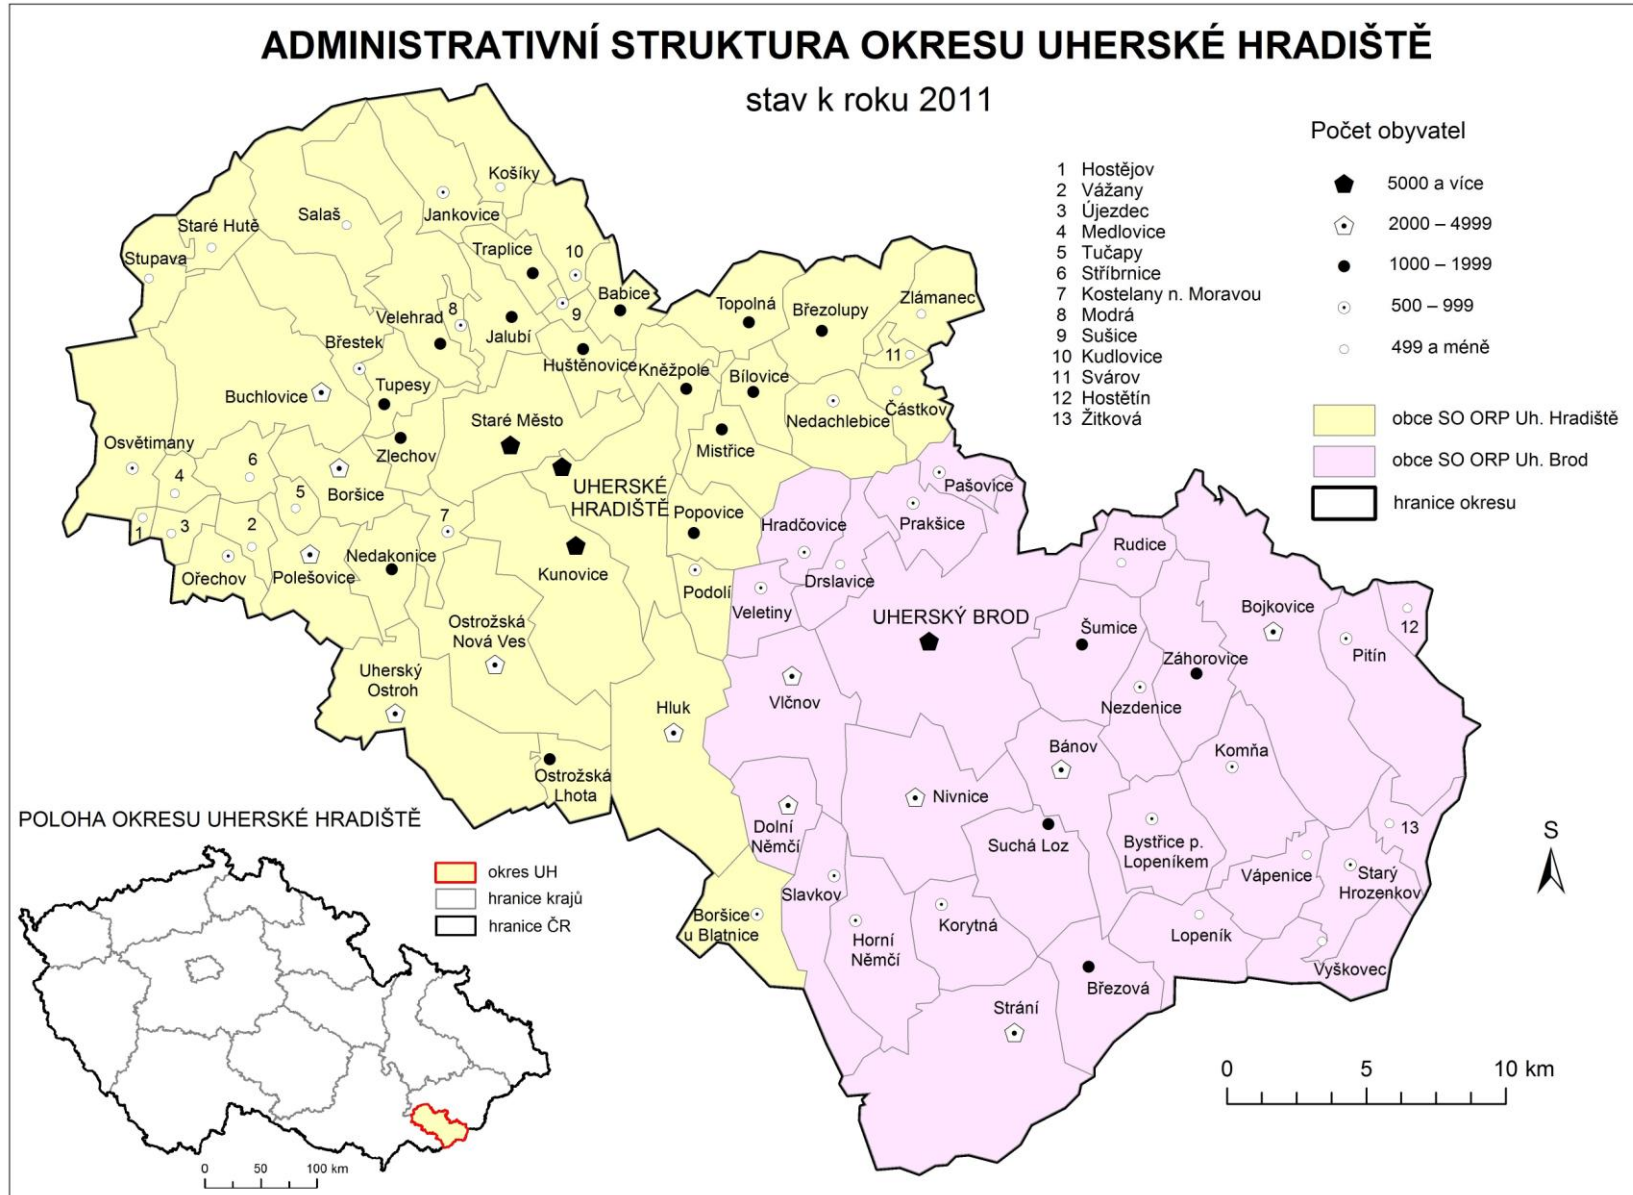 ADMINISTRATIVNÍ STRUKTURA OKRESU UHERSKÉ HRADIŠTĚ
stav k roku 2011
Počet obyvatel
5000 a více
2000 – 4999
1000 – 1999
500 – 999
499 a méně
obce SO ORP Uh. Hradiště
obce SO ORP Uh. Brod
hranice okresu
1 Hostějov
2 Vážany
3 Újezdec
4 Medlovice
5 Tučapy
6 Stříbrnice
7 Kostelany n. Moravou
8 Modrá
9 Sušice
10 Kudlovice
11 Svárov
12 Hostětín
13 Žitková
Košíky
Jankovice
Salaš
Staré Hutě
Stupava
Traplice
10
Babice
Topolná
Březolupy
Zlámanec
Velehrad
8
Jalubí
9
Huštěnovice
Břestek
Kněžpole
Bílovice
11
Buchlovice
Tupesy
Nedachlebice
Částkov
Staré Město
Osvětimany
Zlechov
Mistřice
6
4
Boršice
5
UHERSKÉ
HRADIŠTĚ
Pašovice
Prakšice
1
3
2
7
Popovice
Hradčovice
Nedakonice
Ořechov
Polešovice
Kunovice
Podolí
Drslavice
Rudice
Veletiny
UHERSKÝ BROD
Bojkovice
12
Ostrožská
Nová Ves
Šumice
Pitín
Záhorovice
Uherský
Ostroh
Vlčnov
Nezdenice
Hluk
Bánov
Komňa
Ostrožská
Lhota
Nivnice
Dolní
Němčí
Suchá Loz
Bystřice p.
Lopeníkem
13
Vápenice
Starý
Hrozenkov
Slavkov
Boršice
u Blatnice
Horní
Němčí
Korytná
Lopeník
Vyškovec
Březová
Strání
POLOHA OKRESU UHERSKÉ HRADIŠTĚ
okres UH
hranice krajů
hranice ČR
0 50 100 km
S
0 5 10 km